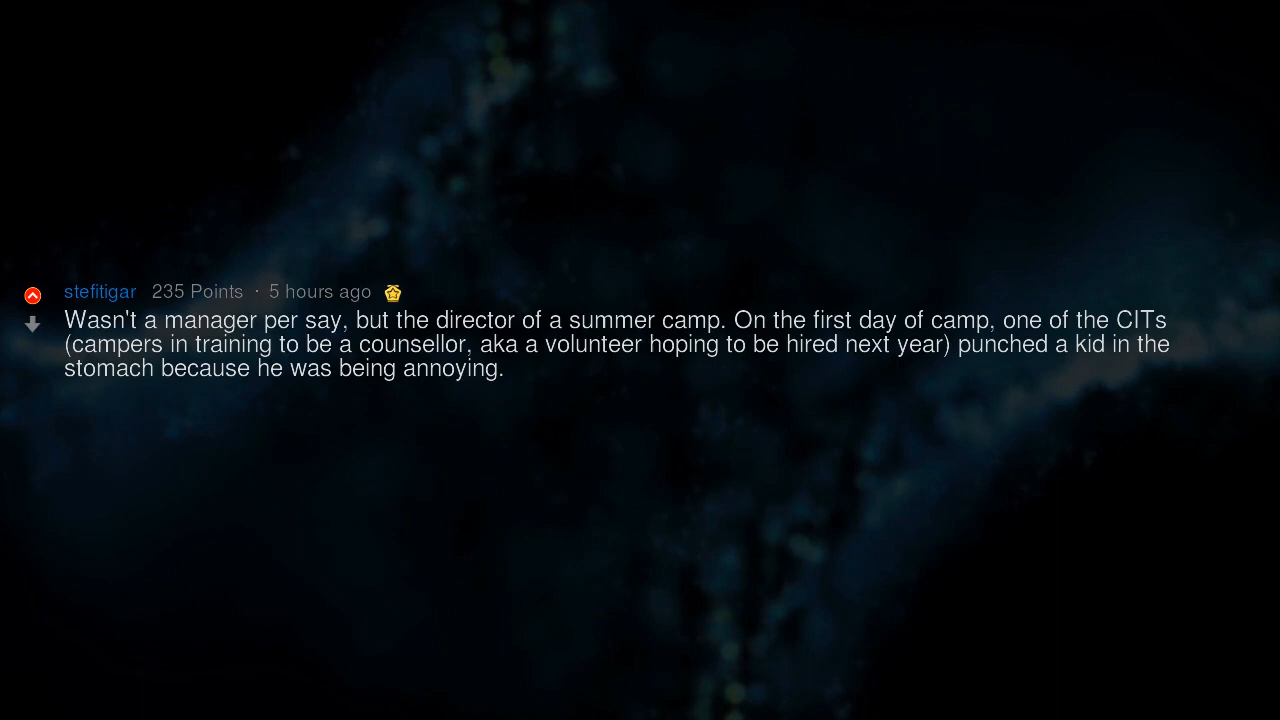 stefitigar 235 Points · 5 hours ago
Wasn't a manager per say, but the director of a summer camp. On the first day of camp, one of the CITs
(campers in training to be a counsellor, aka a volunteer hoping to be hired next year) punched a kid in the
stomach because he was being annoying.